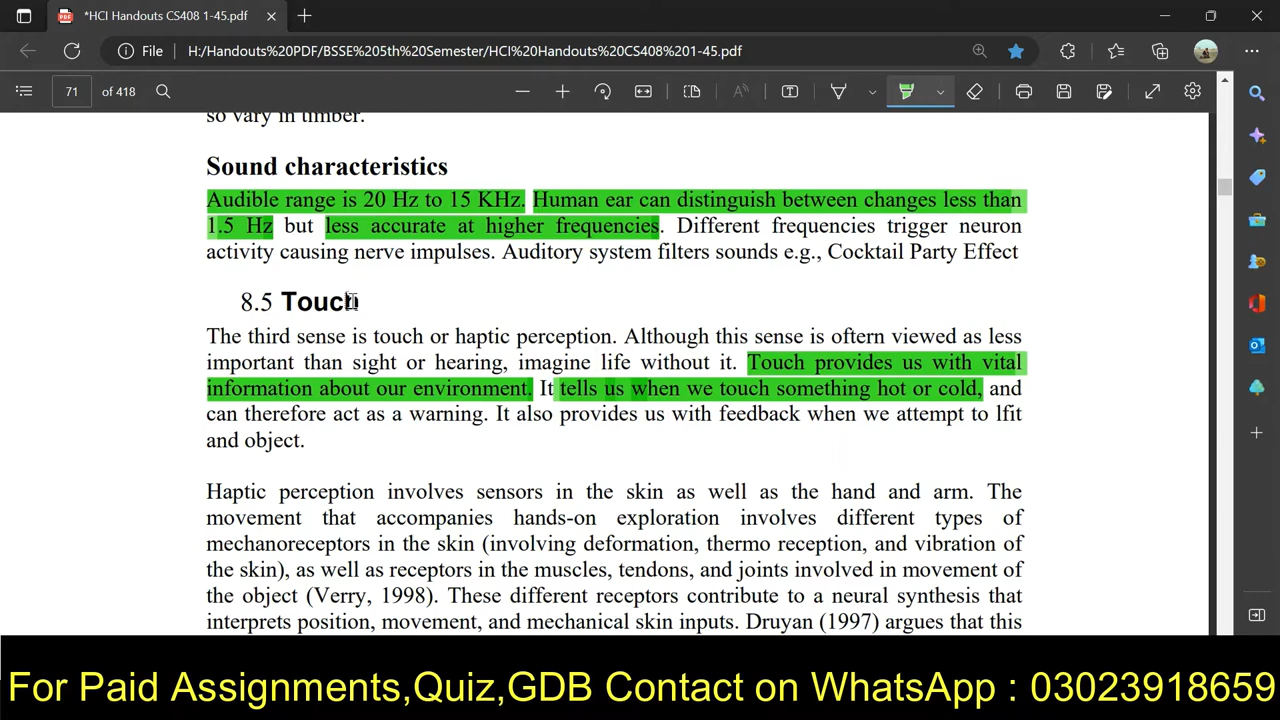 *HCI Handouts CS408 1-45.pdf
File H:/Handouts%20PDF/BSSE%205th%20Semester/HCI%20Handouts%20CS408%201-45.pdf
71 of 418
so vary in timber.
Sound characteristics
Audible range is 20 Hz to 15 KHz. Human ear can distinguish between changes less than
1.5 Hz but less accurate at higher frequencies. Different frequencies trigger neuron
activity causing nerve impulses. Auditory system filters sounds e.g., Cocktail Party Effect
8.5 Touch
The third sense is touch or haptic perception. Although this sense is oftern viewed as less
important than sight or hearing, imagine life without it. Touch provides us with vital
information about our environment. It tells us when we touch something hot or cold, and
can therefore act as a warning. It also provides us with feedback when we attempt to lfit
and object.
Haptic perception involves sensors in the skin as well as the hand and arm. The
movement that accompanies hands-on exploration involves different types of
mechanoreceptors in the skin (involving deformation, thermo reception, and vibration of
the skin), as well as receptors in the muscles, tendons, and joints involved in movement of
the object (Verry, 1998). These different receptors contribute to a neural synthesis that
interprets position, movement, and mechanical skin inputs. Druyan (1997) argues that this
For Paid Assignments,Quiz,GDB Contact on WhatsApp : 03023918659